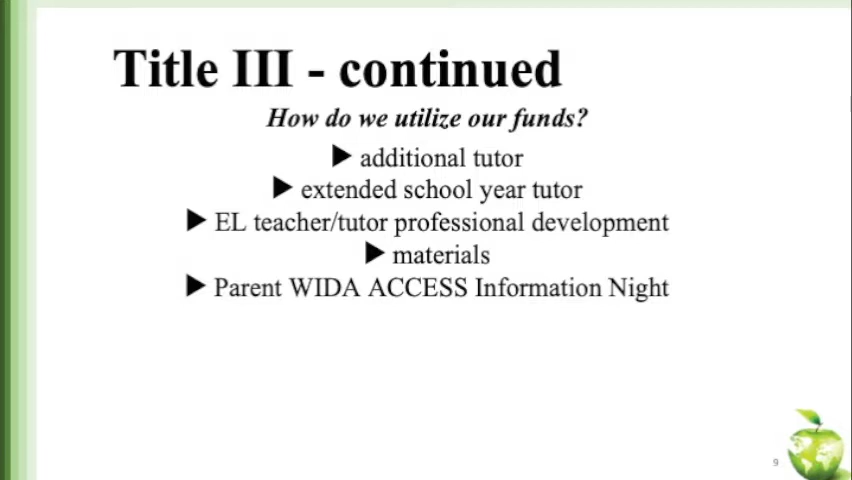 Title III - continued
How do we utilize our funds?
▶ additional tutor
▶ extended school year tutor
▶ EL teacher/tutor professional development
▶ materials
▶ Parent WIDA ACCESS Information Night
9